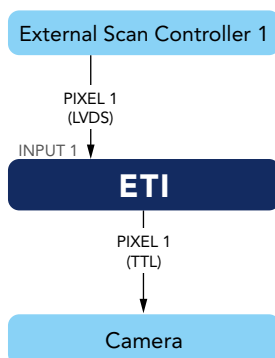 External Scan Controller 1
PIXEL 1
(LVDS)
INPUT 1
ETI
PIXEL 1
(TTL)
Camera